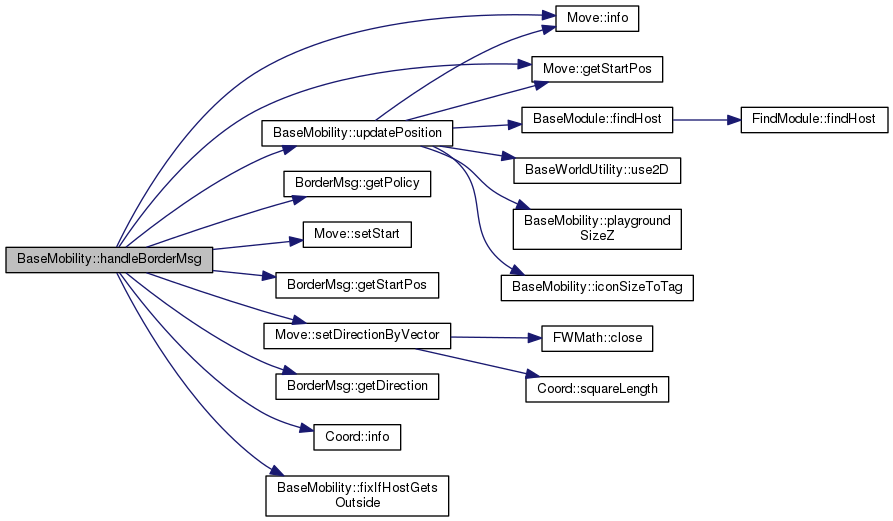 Move::info
Move::getStartPos
BaseModule::findHost
FindModule::findHost
BaseMobility::updatePosition
BaseWorldUtility::use2D
BorderMsg::getPolicy
BaseMobility::playground
SizeZ
Move::setStart
BaseMobility::handleBorderMsg
BorderMsg::getStartPos
BaseMobility::iconSizeToTag
Move::setDirectionByVector
FWMath::close
BorderMsg::getDirection
Coord::squareLength
Coord::info
BaseMobility::fixIfHostGets
Outside